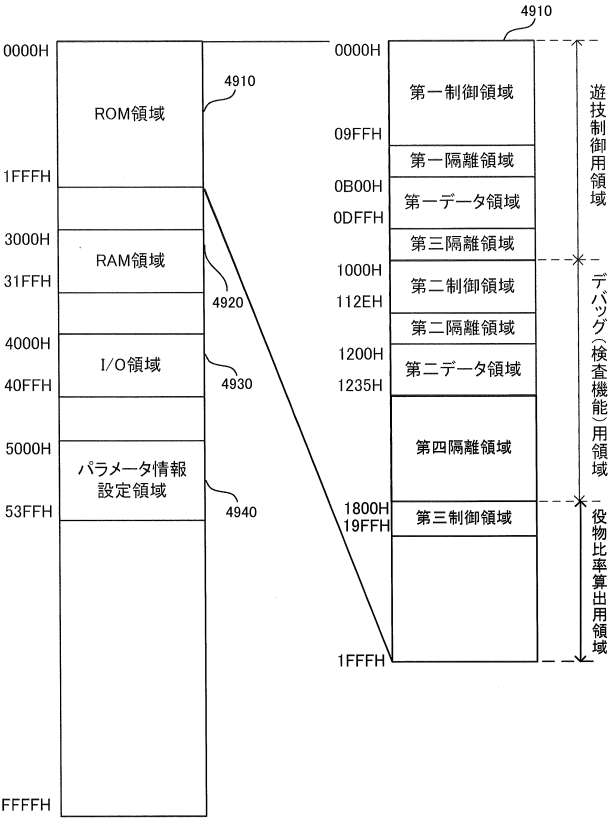 0000H
ROM領域
4910
1FFFH
3000H
RAM領域
31FFH
4920
4000H
I/O領域
40FFH
4930
5000H
パラメータ情報
設定領域
53FFH
4940
FFFFH
4910
0000H
第一制御領域
09FFH
第一隔離領域
0B00H
第一データ領域
0DFFH
第三隔離領域
1000H
第二制御領域
112EH
第二隔離領域
1200H
第二データ領域
1235H
第四隔離領域
1800H
第三制御領域
19FFH
1FFFH
遊技制御用領域
デバッグ(検査機能)用領域
役物比率算出用領域